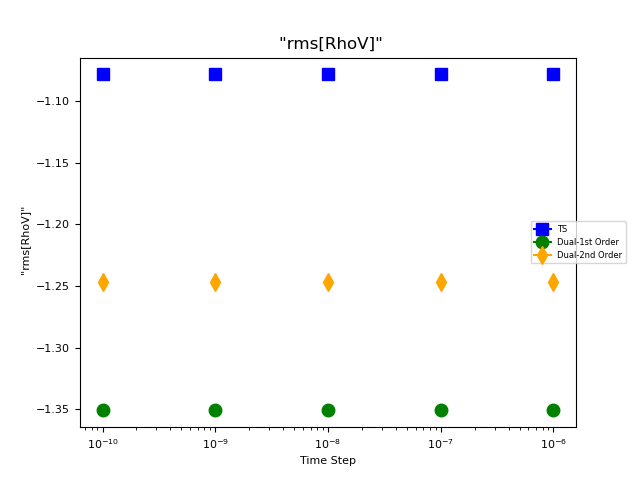 "rms[RhoV]"
"rms[RhoV]"
−1.10
−1.15
−1.20
−1.25
−1.30
−1.35
TS
Dual-1st Order
Dual-2nd Order
10⁻¹⁰
10⁻⁹
10⁻⁸
10⁻⁷
10⁻⁶
Time Step